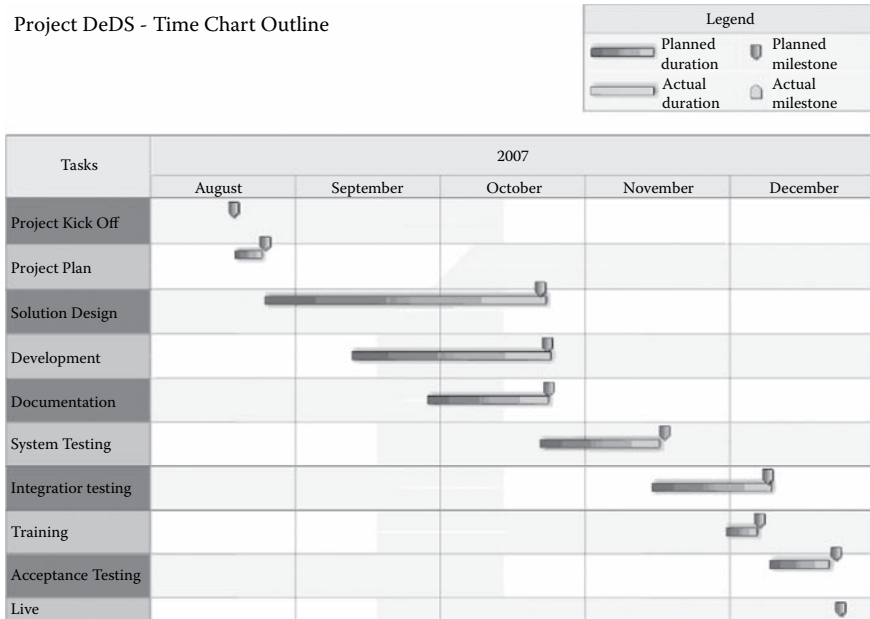 Project DeDS - Time Chart Outline
Legend
Planned
duration
Planned
milestone
Actual
duration
Actual
milestone
Tasks
2007
August
September
October
November
December
Project Kick Off
Project Plan
Solution Design
Development
Documentation
System Testing
Integratior testing
Training
Acceptance Testing
Live